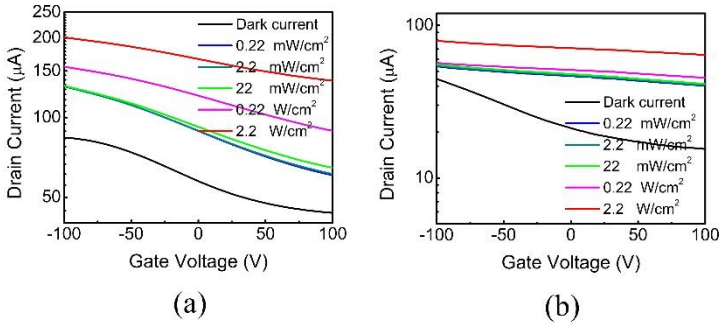 250
200
150
100
50
Drain Current (μA)
-100 -50 0 50 100
Gate Voltage (V)
Dark current
0.22 mW/cm²
2.2 mW/cm²
22 mW/cm²
0.22 W/cm²
2.2 W/cm²
(a)
100
10
Drain Current (μA)
-100 -50 0 50 100
Gate Voltage (V)
Dark current
0.22 mW/cm²
2.2 mW/cm²
22 mW/cm²
0.22 W/cm²
2.2 W/cm²
(b)